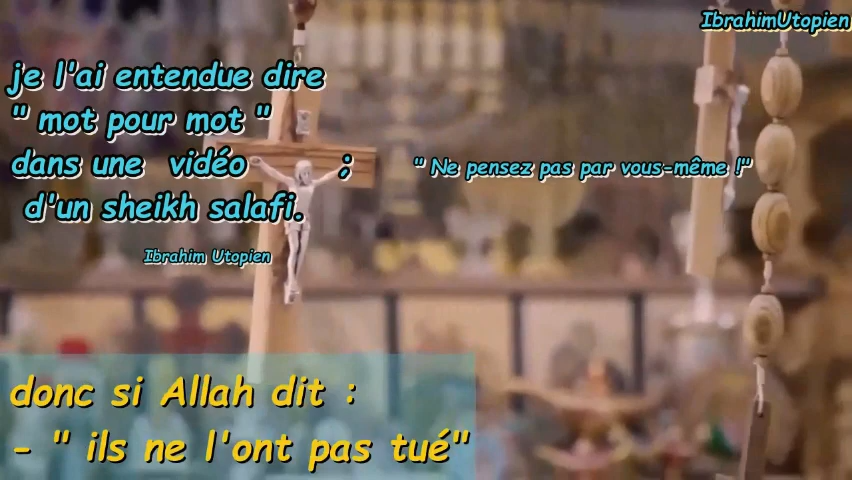 IbrahimUtopien
je l'ai entendue dire
" mot pour mot "
dans une vidéo ;
d'un sheikh salafi.
" Ne pensez pas par vous-même !"
Ibrahim Utopien
donc si Allah dit :
- " ils ne l'ont pas tué"